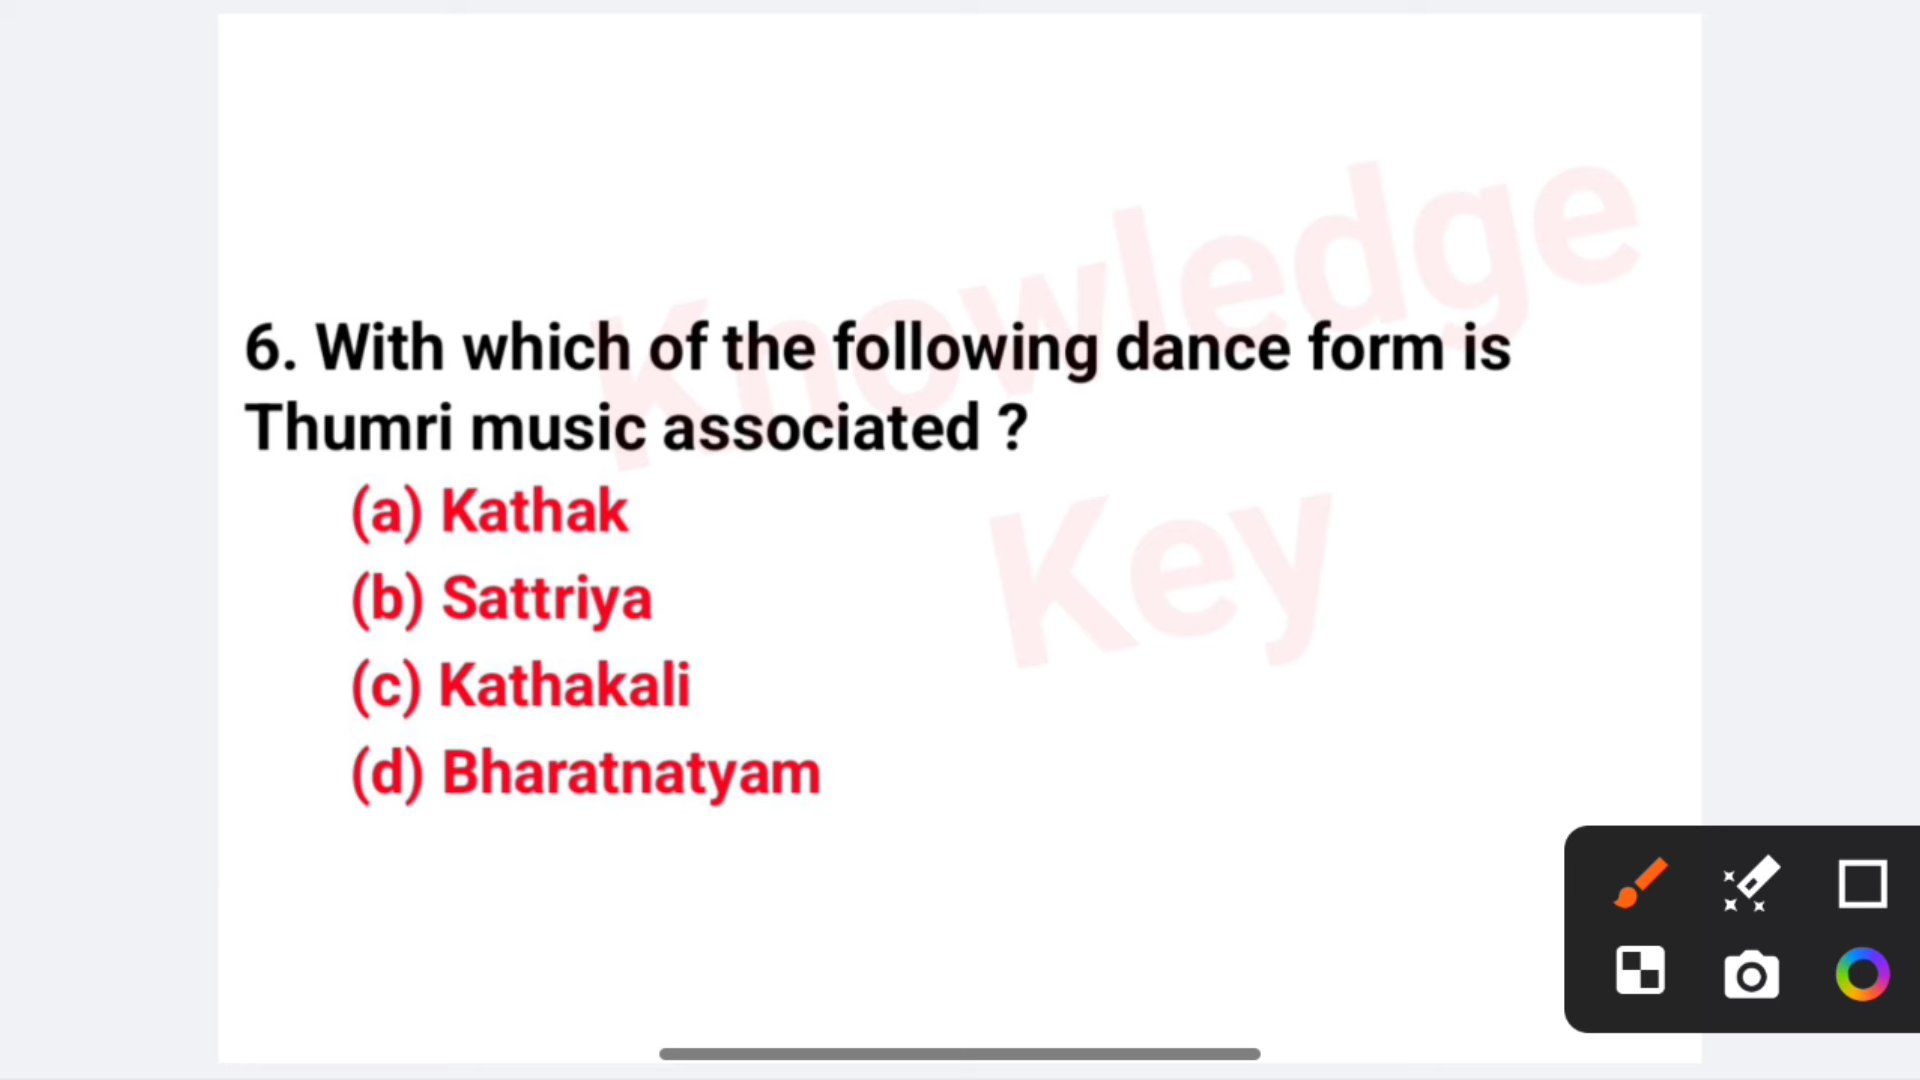 Knowledge
Key
6. With which of the following dance form is
Thumri music associated ?
(a) Kathak
(b) Sattriya
(c) Kathakali
(d) Bharatnatyam